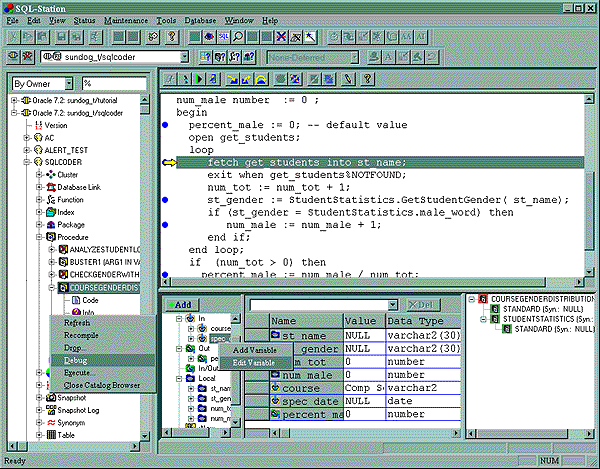 SQL-Station
File Edit View Status Maintenance Tools Database Window Help
sundog_t/sqlcoder
None-Deferred
By Owner
%
Oracle 7.2: sundog_t/tutorial
Oracle 7.2: sundog_t/sqlcoder
Version
AC
ALERT_TEST
SQLCODER
Cluster
Database Link
Function
Index
Package
Procedure
ANALYZESTUDENTLO
BUSTER1 (ARG1 IN VA
CHECKGENDERWITH
COURSEGENDERDIS
Code
Info
Refresh
Recompile
Drop...
Debug
Execute...
Close Catalog Browser
Snapshot
Snapshot Log
Synonym
Table
num_male number := 0 ;
begin
percent_male := 0; -- default value
open get_students;
loop
fetch get_students into st_name;
exit when get_students%NOTFOUND;
num_tot := num_tot + 1;
st_gender := StudentStatistics.GetStudentGender( st_name);
if (st_gender = StudentStatistics.male_word) then
num_male := num_male + 1;
end if;
end loop;
if (num_tot > 0) then
percent_male := num_male / num_tot;
Add
In
course
spec_
Out
pe
In/Out
Local
st_nam
st_gen
num_to
num_m
Add Variable
Edit Variable
Del
Name Value Data Type
st_name NULL varchar2(30)
_gender NULL varchar2(30)
m_tot 0 number
num_male 0 number
course Comp S varchar2
spec_date NULL date
percent_ma 0 number
COURSEGENDERDISTRIBUTION
STANDARD (Syn.: NULL)
STUDENTSTATISTICS (Syn.:
STANDARD (Syn.: NULL)
Ready
NUM